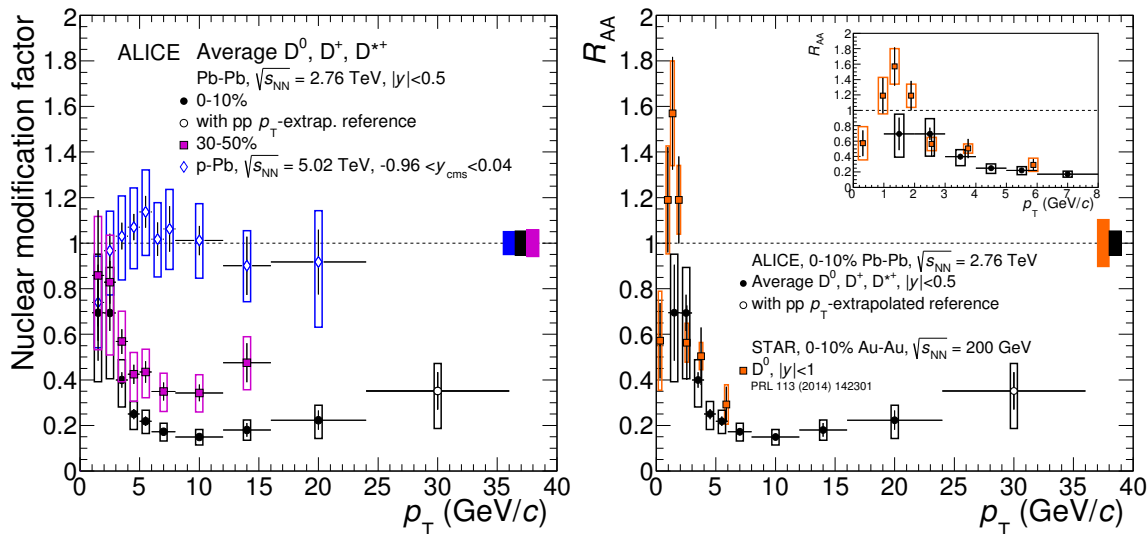 Nuclear modification factor
2
1.8
1.6
1.4
1.2
1
0.8
0.6
0.4
0.2
0
ALICE Average D⁰, D⁺, D*⁺
Pb-Pb, √sNN = 2.76 TeV, |y|<0.5
0-10%
with pp pT-extrap. reference
30-50%
p-Pb, √sNN = 5.02 TeV, -0.96 <ycms<0.04
0 5 10 15 20 25 30 35 40
pT (GeV/c)
RAA
2
1.8
1.6
1.4
1.2
1
0.8
0.6
0.4
0.2
0
RAA
2
1.8
1.6
1.4
1.2
1
0.8
0.6
0.4
0.2
0
0 1 2 3 4 5 6 7 8
pT (GeV/c)
ALICE, 0-10% Pb-Pb, √sNN = 2.76 TeV
Average D⁰, D⁺, D*⁺, |y|<0.5
with pp pT-extrapolated reference
STAR, 0-10% Au-Au, √sNN = 200 GeV
D⁰, |y|<1
PRL 113 (2014) 142301
0 5 10 15 20 25 30 35 40
pT (GeV/c)